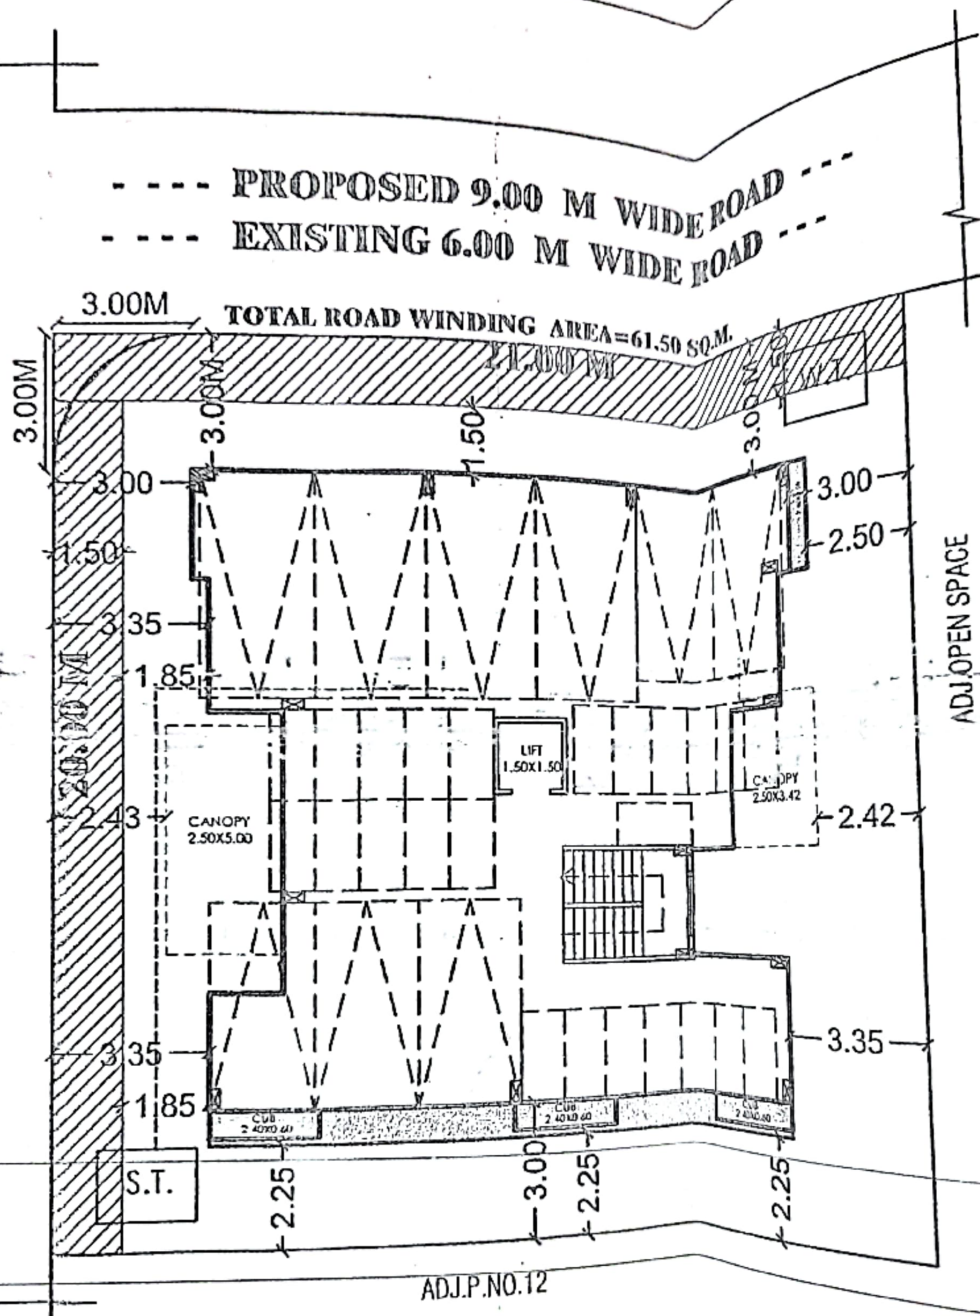 PROPOSED 9.00 M WIDE ROAD
EXISTING 6.00 M WIDE ROAD
3.00M
TOTAL ROAD WINDING AREA=61.50 SQ.M.
21.00 M
3.00M
3.00M
1.50
W.T
3.00
3.00
1.50
2.50
3.35
ADJ.OPEN SPACE
1.85
20.00 M
LIFT
1.50X1.50
CANOPY
2.50X5.00
CANOPY
2.50X3.42
2.43
2.42
3.35
3.35
1.85
CUB
2.40X0.60
CUB
2.40X0.60
CUB
2.40X0.60
S.T.
2.25
3.00
2.25
2.25
ADJ.P.NO.12